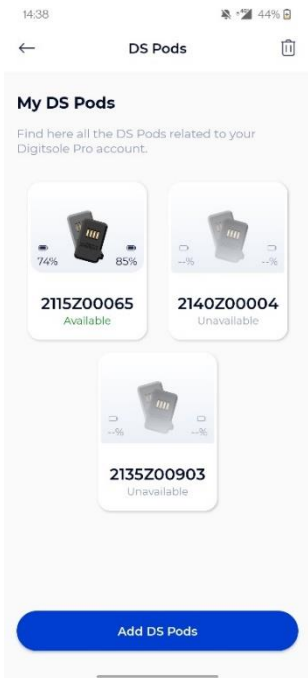 14:38
44%
DS Pods
My DS Pods
Find here all the DS Pods related to your
Digitsole Pro account.
74% 85%
2115Z00065
Available
--% --%
2140Z00004
Unavailable
--% --%
2135Z00903
Unavailable
Add DS Pods